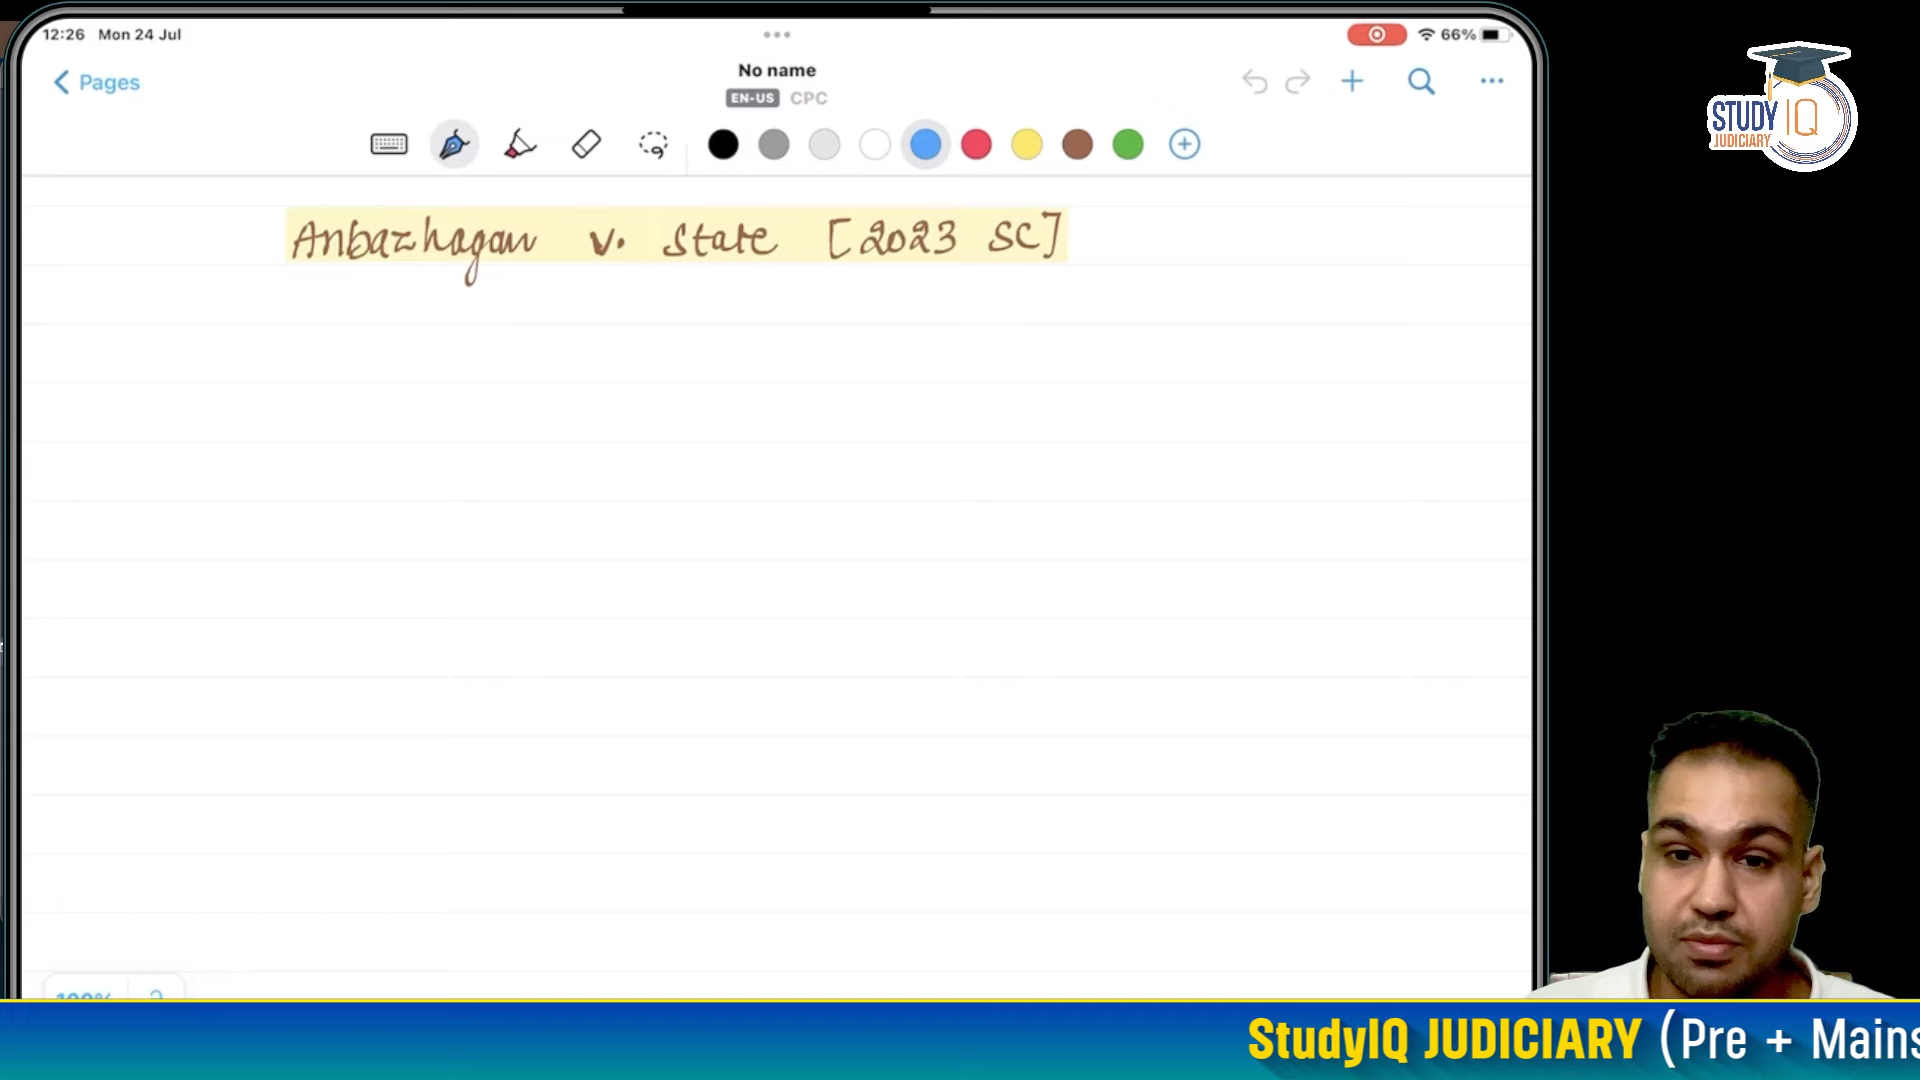 12:26 Mon 24 Jul
66%
Pages
No name
EN-US CPC
STUDY IQ
JUDICIARY
Anbazhagan v. State [2023 SC]
StudyIQ JUDICIARY (Pre + Mains